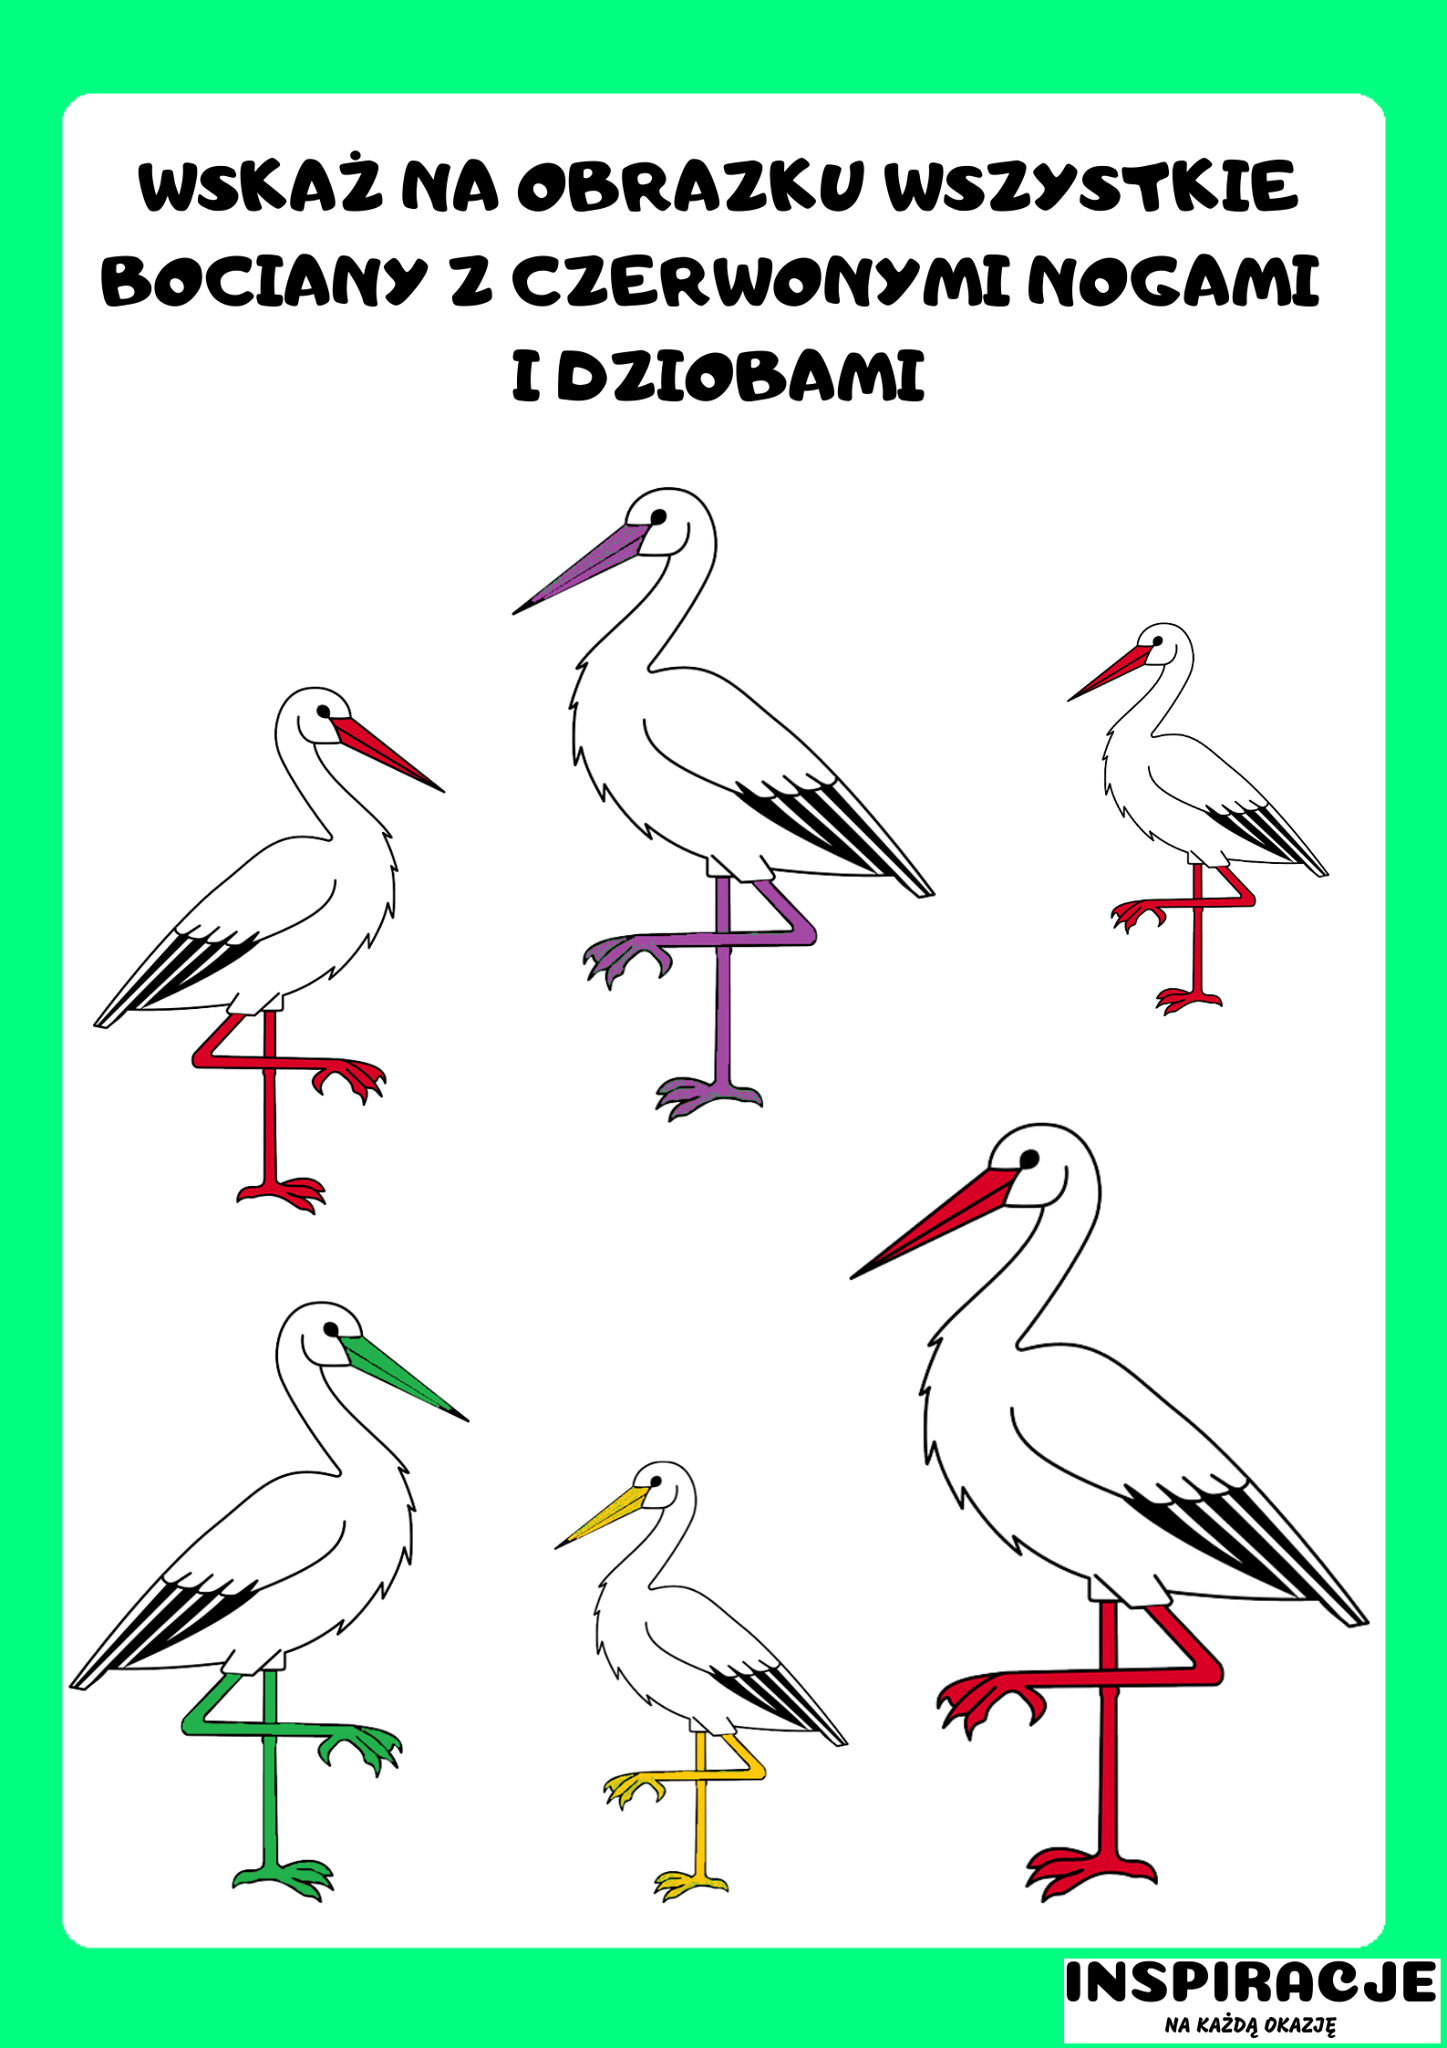 WSKAŻ NA OBRAZKU WSZYSTKIE
BOCIANY Z CZERWONYMI NOGAMI
I DZIOBAMI
INSPIRACJE
NA KAŻDĄ OKAZJĘ